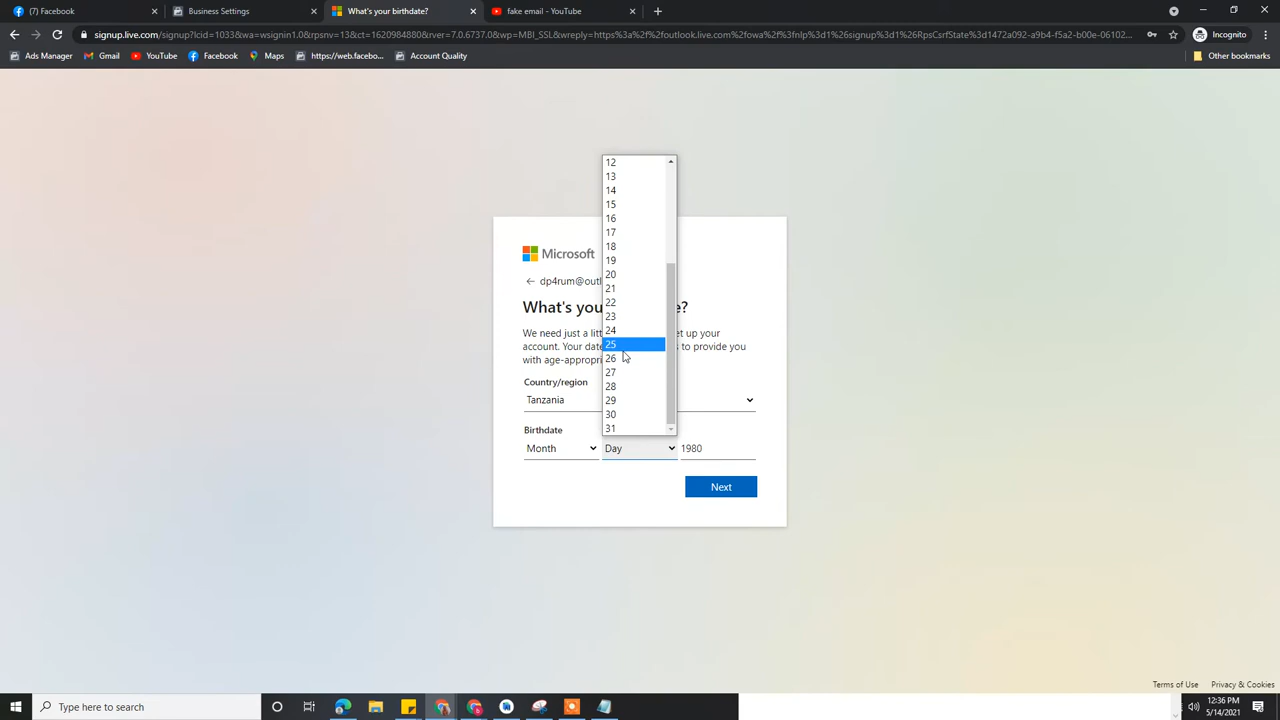 (7) Facebook
Business Settings
What's your birthdate?
fake email - YouTube
signup.live.com/signup?lcid=1033&wa=wsignin1.0&rpsnv=13&ct=1620984880&rver=7.0.6737.0&wp=MBI_SSL&wreply=https%3a%2f%2foutlook.live.com%2fowa%2f%3fnlp%3d1%26signup%3d1%26RpsCsrfState%3d1472a092-a9b4-f5a2-b00e-06102...
Incognito
Ads Manager
Gmail
YouTube
Facebook
Maps
https://web.facebo...
Account Quality
Other bookmarks
12
13
14
15
16
17
18
19
20
21
22
23
24
25
26
27
28
29
30
31
Microsoft
dp4rum@outl
What's you e?
We need just a litt et up your
account. Your date s to provide you
with age-appropri
Country/region
Tanzania
Birthdate
Month
Day
1980
Next
Terms of Use
Privacy & Cookies
Type here to search
12:36 PM
5/14/2021